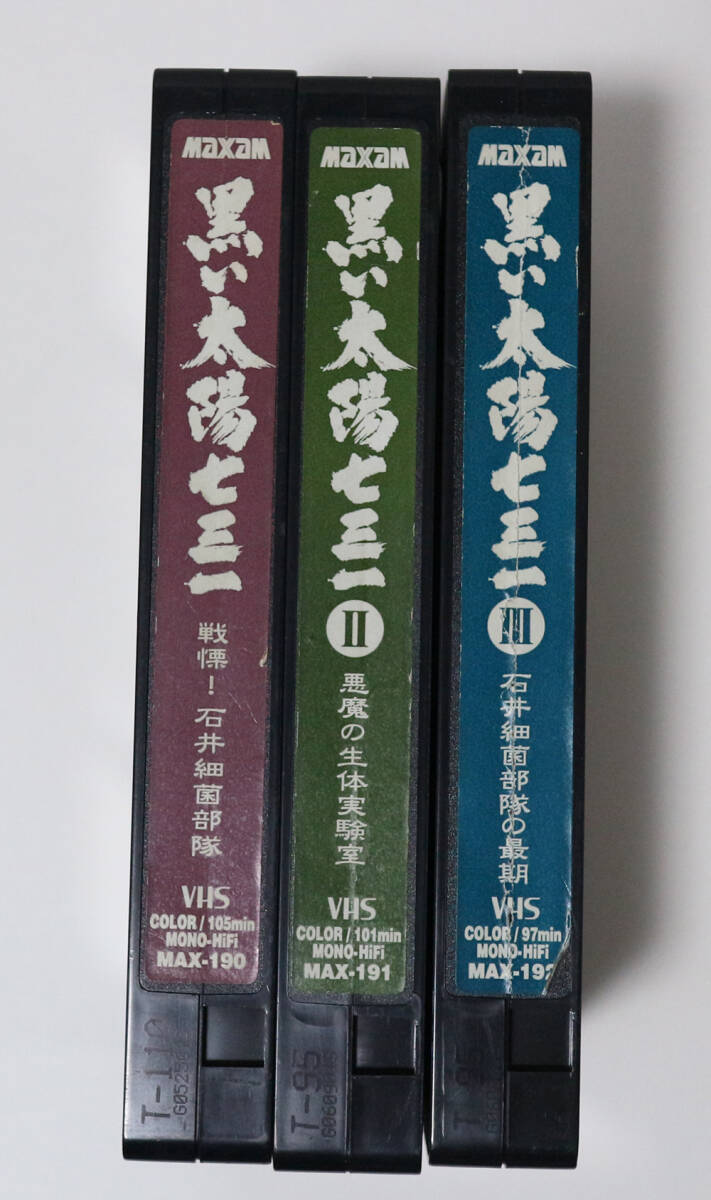 maxam
黒い太陽七三一
戦慄！石井細菌部隊
VHS
COLOR/105min
MONO-HiFi
MAX-190
T-110
maxam
黒い太陽七三一
II
悪魔の生体実験室
VHS
COLOR/101min
MONO-HiFi
MAX-191
T-95
maxam
黒い太陽七三一
III
石井細菌部隊の最期
VHS
COLOR/97min
MONO-HiFi
MAX-192
T-95